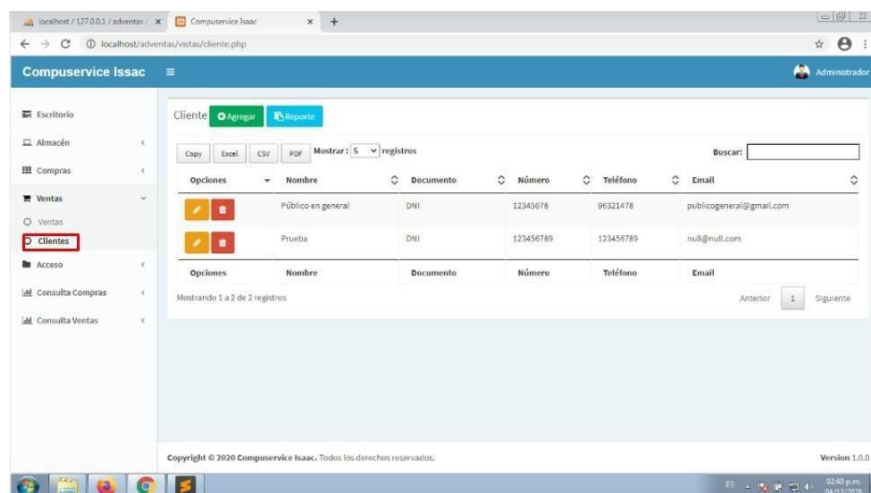 localhost / 127.0.0.1 / adventas /
Compuservice Isaac
localhost/adventas/vistas/cliente.php
Compuservice Issac
Administrador
Escritorio
Almacén
Compras
Ventas
Ventas
Clientes
Acceso
Consulta Compras
Consulta Ventas
Cliente Agregar Reporte
Copy Excel CSV PDF Mostrar : 5 registros Buscar:
Opciones Nombre Documento Número Teléfono Email
Público en general DNI 12345678 96321478 publicogeneral@gmail.com
Prueba DNI 123456789 123456789 null@null.com
Opciones Nombre Documento Número Teléfono Email
Mostrando 1 a 2 de 2 registros Anterior 1 Siguiente
Copyright © 2020 Compuservice Isaac. Todos los derechos reservados. Version 1.0.0
ES 02:40 p.m.
04/12/2020